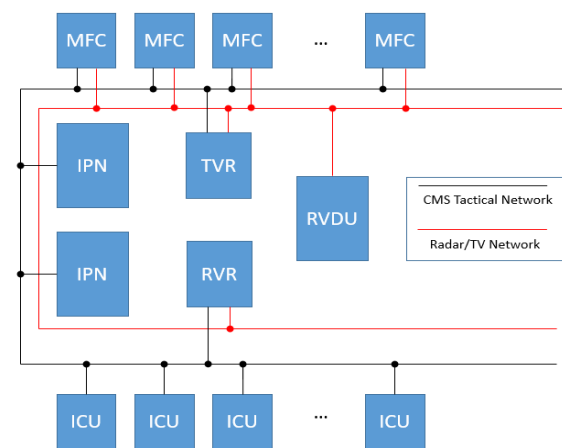 MFC MFC MFC ... MFC
IPN TVR
RVDU
CMS Tactical Network
Radar/TV Network
IPN RVR
ICU ICU ICU ... ICU